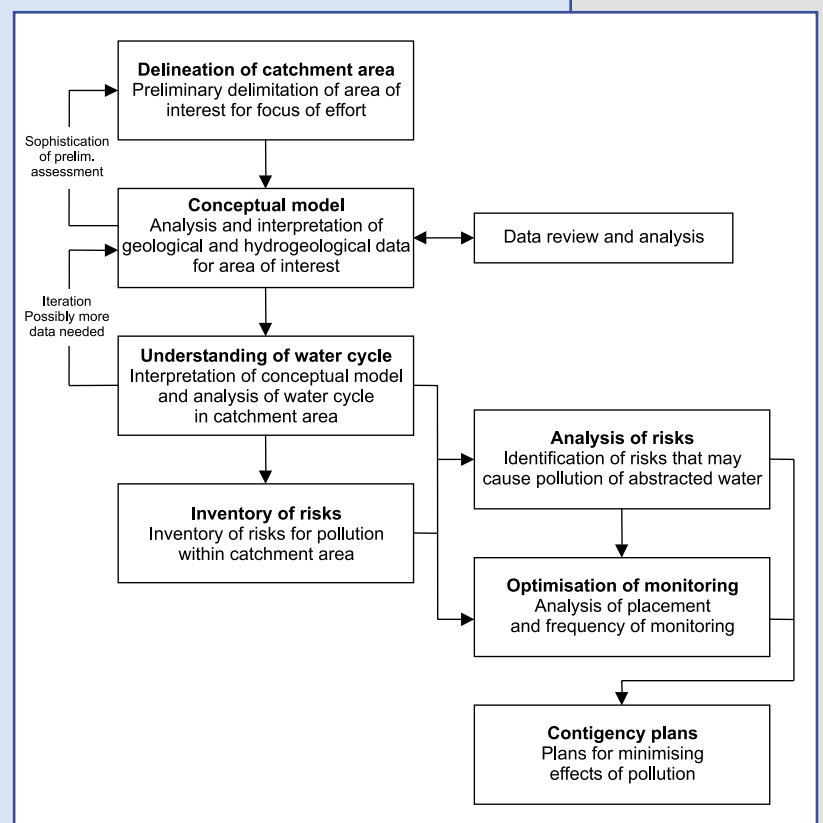 Delineation of catchment area
Preliminary delimitation of area of
interest for focus of effort
Sophistication
of prelim.
assessment
Conceptual model
Analysis and interpretation of
geological and hydrogeological data
for area of interest
Data review and analysis
Iteration
Possibly more
data needed
Understanding of water cycle
Interpretation of conceptual model
and analysis of water cycle
in catchment area
Analysis of risks
Identification of risks that may
cause pollution of abstracted water
Inventory of risks
Inventory of risks for pollution
within catchment area
Optimisation of monitoring
Analysis of placement
and frequency of monitoring
Contigency plans
Plans for minimising
effects of pollution